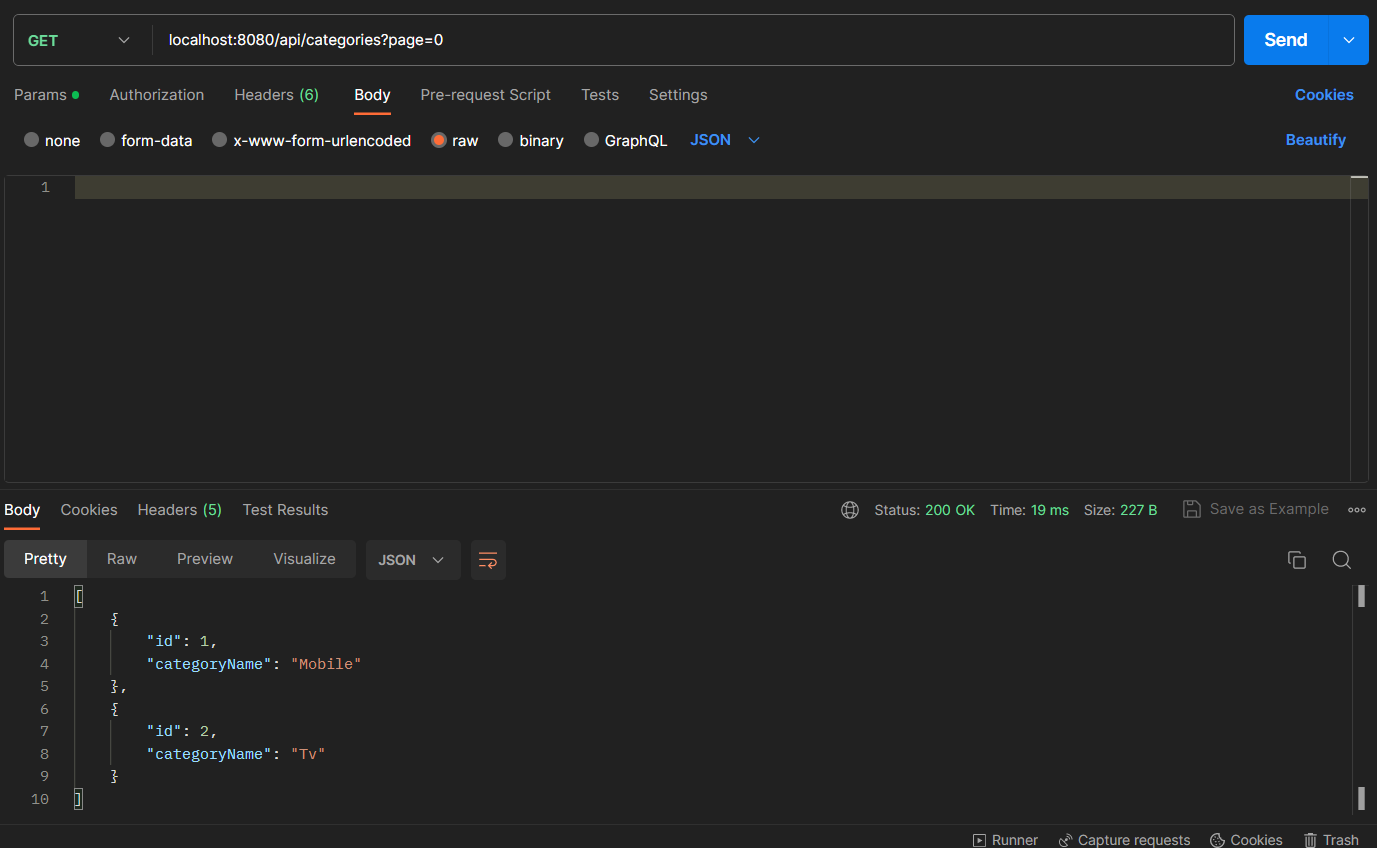 GET localhost:8080/api/categories?page=0 Send
Params Authorization Headers (6) Body Pre-request Script Tests Settings Cookies
none form-data x-www-form-urlencoded raw binary GraphQL JSON Beautify
1
Body Cookies Headers (5) Test Results Status: 200 OK Time: 19 ms Size: 227 B Save as Example
Pretty Raw Preview Visualize JSON
1 [
2 {
3 "id": 1,
4 "categoryName": "Mobile"
5 },
6 {
7 "id": 2,
8 "categoryName": "Tv"
9 }
10 ]
Runner Capture requests Cookies Trash